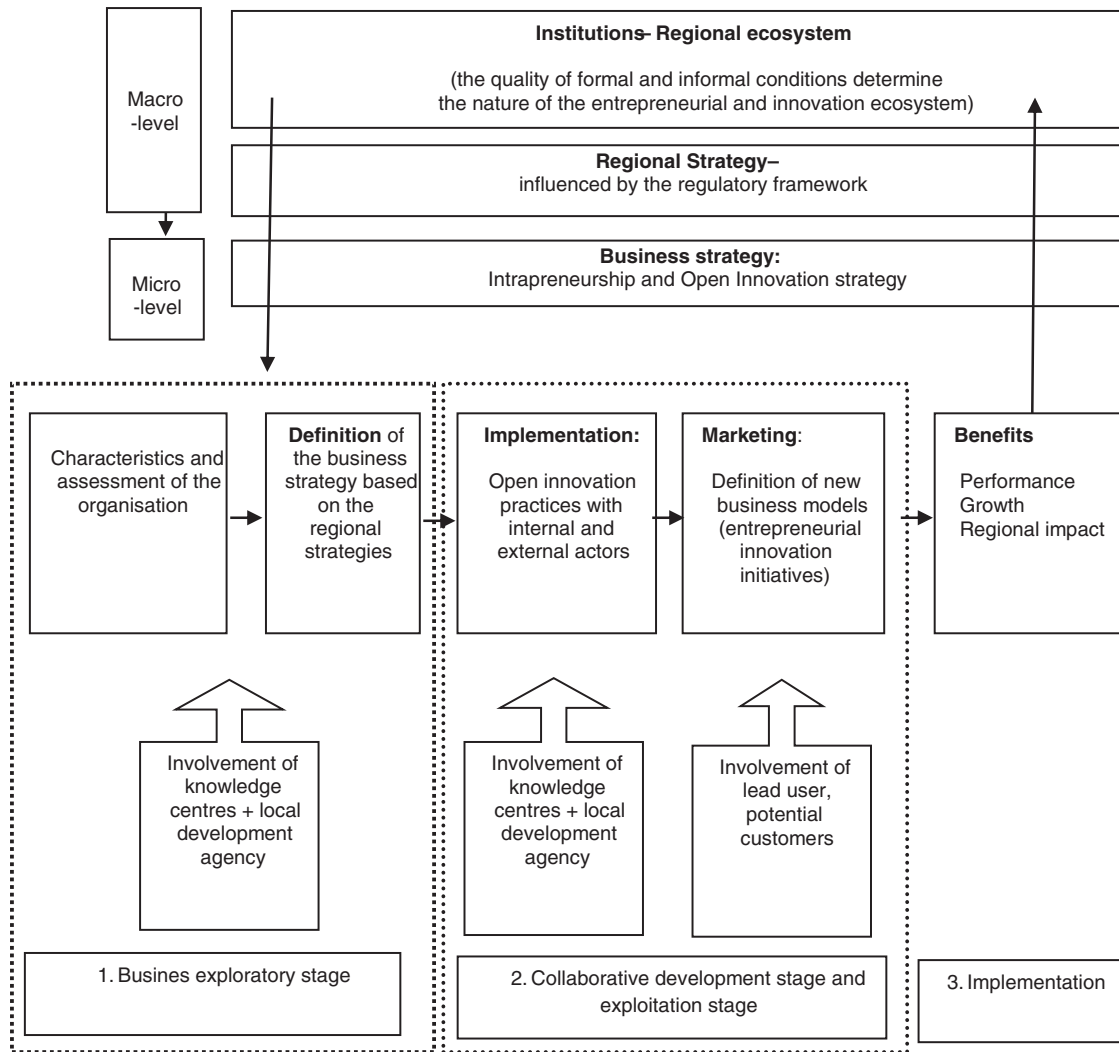 Macro
-level
Institutions– Regional ecosystem
(the quality of formal and informal conditions determine
the nature of the entrepreneurial and innovation ecosystem)
Regional Strategy–
influenced by the regulatory framework
Micro
-level
Business strategy:
Intrapreneurship and Open Innovation strategy
Characteristics and
assessment of the
organisation
Definition of
the business
strategy based
on the
regional
strategies
Implementation:
Open innovation
practices with
internal and
external actors
Marketing:
Definition of new
business models
(entrepreneurial
innovation
initiatives)
Benefits
Performance
Growth
Regional impact
Involvement of
knowledge
centres + local
development
agency
Involvement of
knowledge
centres + local
development
agency
Involvement of
lead user,
potential
customers
1. Busines exploratory stage
2. Collaborative development stage and
exploitation stage
3. Implementation